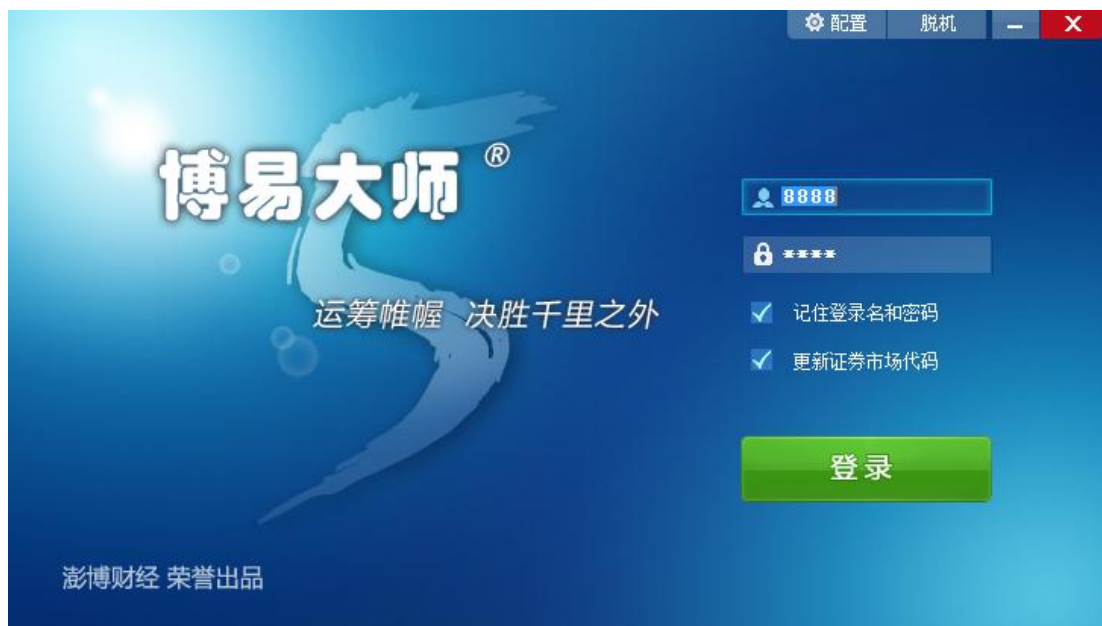 配置 脱机
博易大师®
8888
****
运筹帷幄 决胜千里之外
记住登录名和密码
更新证券市场代码
登录
澎博财经 荣誉出品